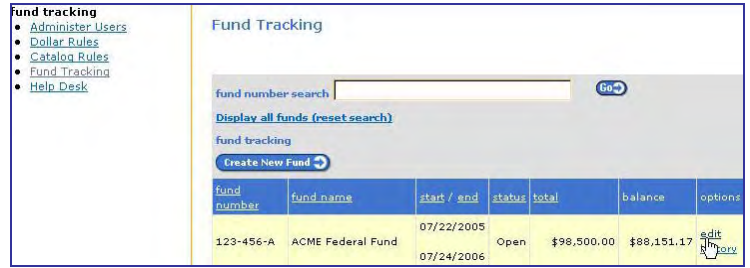 fund tracking
Administer Users
Dollar Rules
Catalog Rules
Fund Tracking
Help Desk
Fund Tracking
fund number search
Go
Display all funds (reset search)
fund tracking
Create New Fund
fund number
fund name
start / end
status
total
balance
options
07/22/2005
123-456-A
ACME Federal Fund
Open
$98,500.00
$88,151.17
edit
07/24/2006